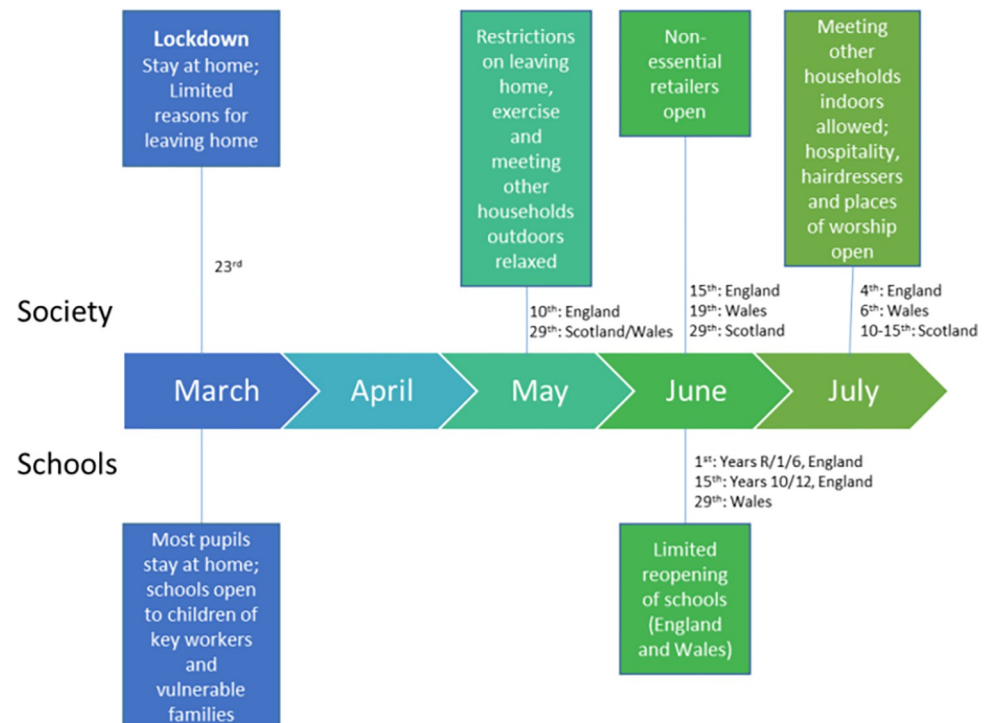 Lockdown
Stay at home;
Limited
reasons for
leaving home
Restrictions
on leaving
home,
exercise
and
meeting
other
households
outdoors
relaxed
Non-
essential
retailers
open
Meeting
other
households
indoors
allowed;
hospitality,
hairdressers
and places
of worship
open
23rd
10th: England
29th: Scotland/Wales
15th: England
19th: Wales
29th: Scotland
4th: England
6th: Wales
10-15th: Scotland
Society
March
April
May
June
July
Schools
1st: Years R/1/6, England
15th: Years 10/12, England
29th: Wales
Most pupils
stay at home;
schools open
to children of
key workers
and
vulnerable
families
Limited
reopening
of schools
(England
and Wales)